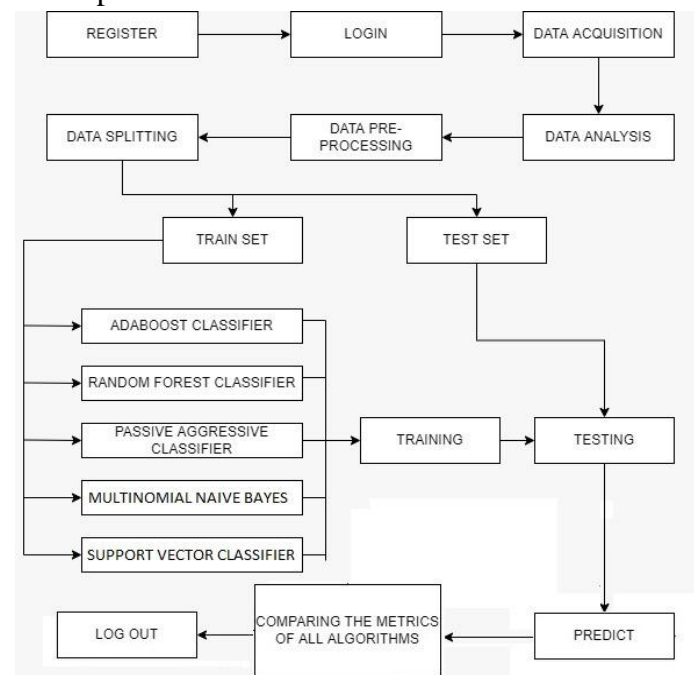 REGISTER
LOGIN
DATA ACQUISITION
DATA SPLITTING
DATA PRE-
PROCESSING
DATA ANALYSIS
TRAIN SET
TEST SET
ADABOOST CLASSIFIER
RANDOM FOREST CLASSIFIER
PASSIVE AGGRESSIVE
CLASSIFIER
TRAINING
TESTING
MULTINOMIAL NAIVE BAYES
SUPPORT VECTOR CLASSIFIER
LOG OUT
COMPARING THE METRICS
OF ALL ALGORITHMS
PREDICT